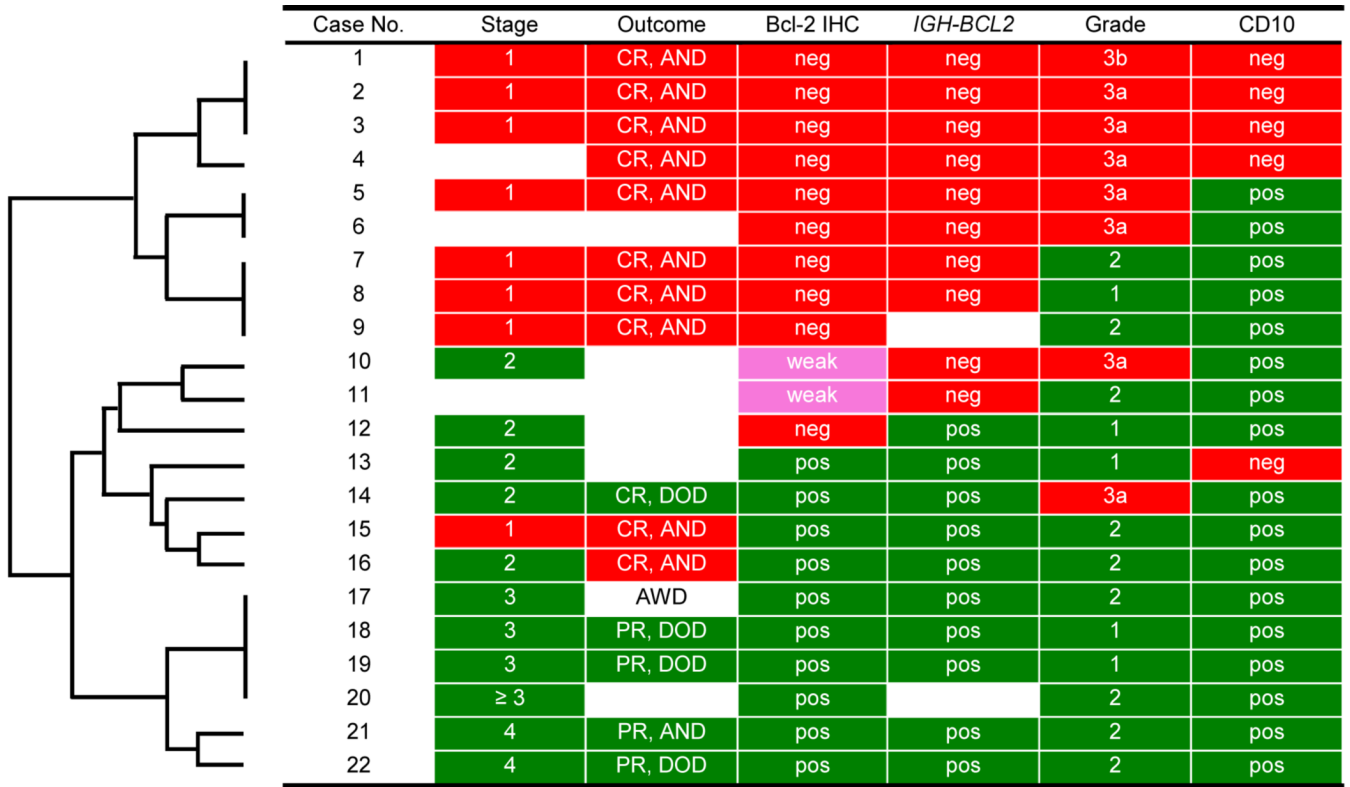 Case No. Stage Outcome Bcl-2 IHC IGH-BCL2 Grade CD10
1 1 CR, AND neg neg 3b neg
2 1 CR, AND neg neg 3a neg
3 1 CR, AND neg neg 3a neg
4 CR, AND neg neg 3a neg
5 1 CR, AND neg neg 3a pos
6 neg neg 3a pos
7 1 CR, AND neg neg 2 pos
8 1 CR, AND neg neg 1 pos
9 1 CR, AND neg 2 pos
10 2 weak neg 3a pos
11 weak neg 2 pos
12 2 neg pos 1 pos
13 2 pos pos 1 neg
14 2 CR, DOD pos pos 3a pos
15 1 CR, AND pos pos 2 pos
16 2 CR, AND pos pos 2 pos
17 3 AWD pos pos 2 pos
18 3 PR, DOD pos pos 1 pos
19 3 PR, DOD pos pos 1 pos
20 ≥ 3 pos 2 pos
21 4 PR, AND pos pos 2 pos
22 4 PR, DOD pos pos 2 pos